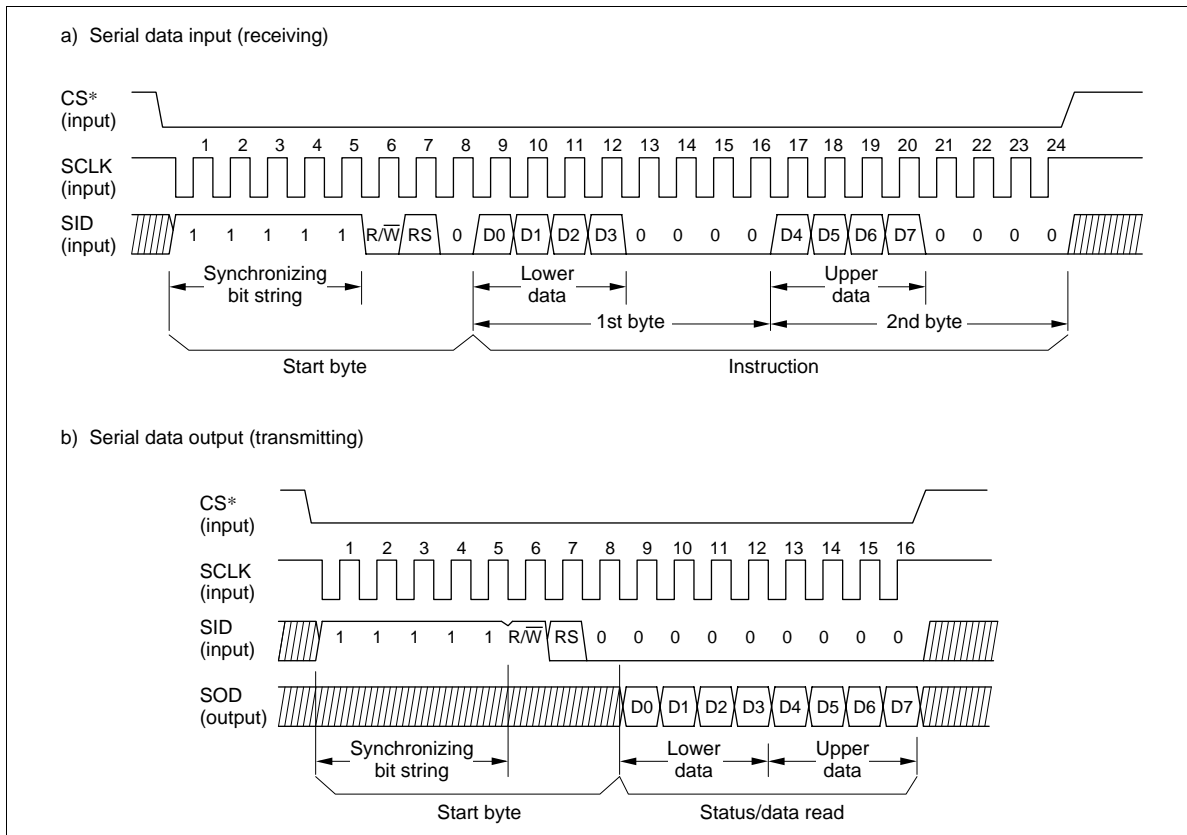 a) Serial data input (receiving)
CS*
(input)
1 2 3 4 5 6 7 8 9 10 11 12 13 14 15 16 17 18 19 20 21 22 23 24
SCLK
(input)
SID
(input)
1 1 1 1 1 R/W̅ RS 0 D0 D1 D2 D3 0 0 0 0 D4 D5 D6 D7 0 0 0 0
Synchronizing
bit string
Lower
data
Upper
data
1st byte
2nd byte
Start byte
Instruction
b) Serial data output (transmitting)
CS*
(input)
1 2 3 4 5 6 7 8 9 10 11 12 13 14 15 16
SCLK
(input)
SID
(input)
1 1 1 1 1 R/W̅ RS 0 0 0 0 0 0 0 0 0
SOD
(output)
D0 D1 D2 D3 D4 D5 D6 D7
Synchronizing
bit string
Lower
data
Upper
data
Start byte
Status/data read